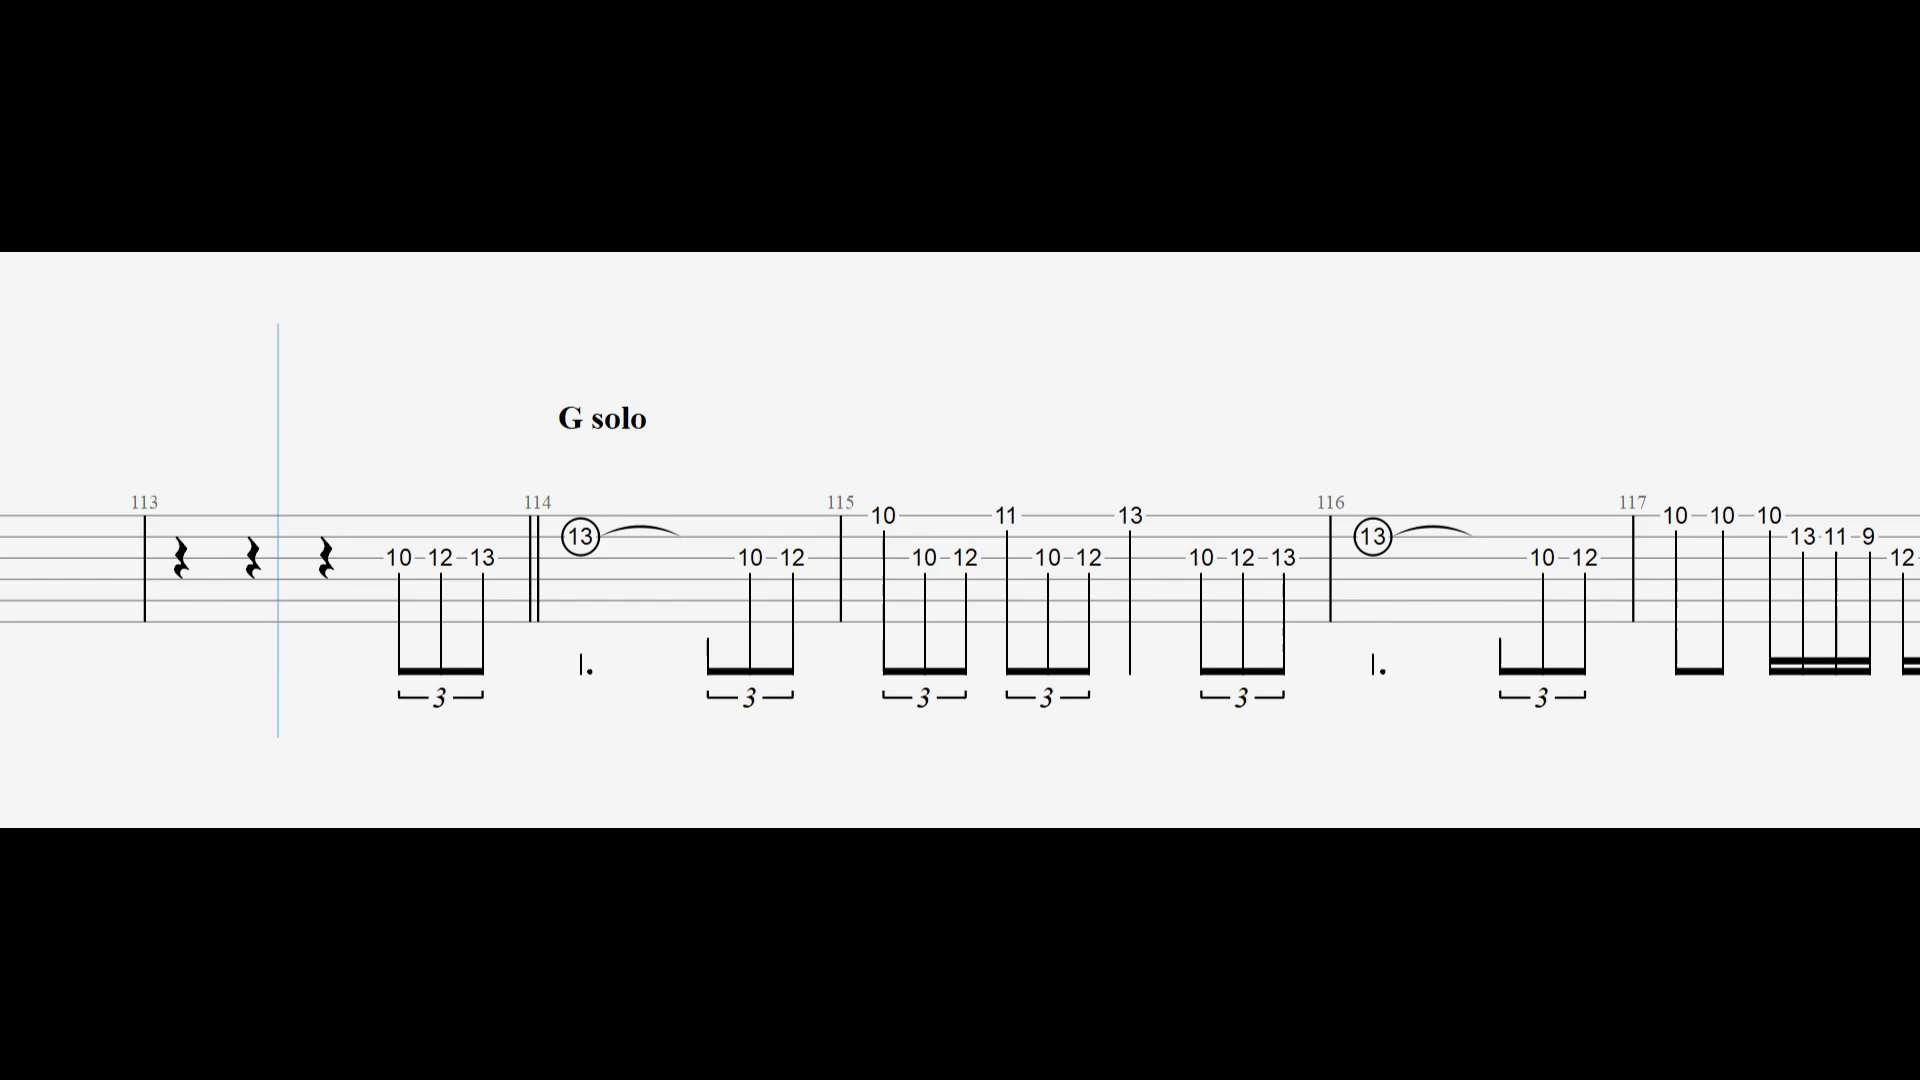 G solo
113 114 115 116 117
10 11 13 10 10 10
13 13 13 11 9
10 12 13 10 12 10 12 10 12 10 12 13 10 12 12
3 3 3 3 3 3